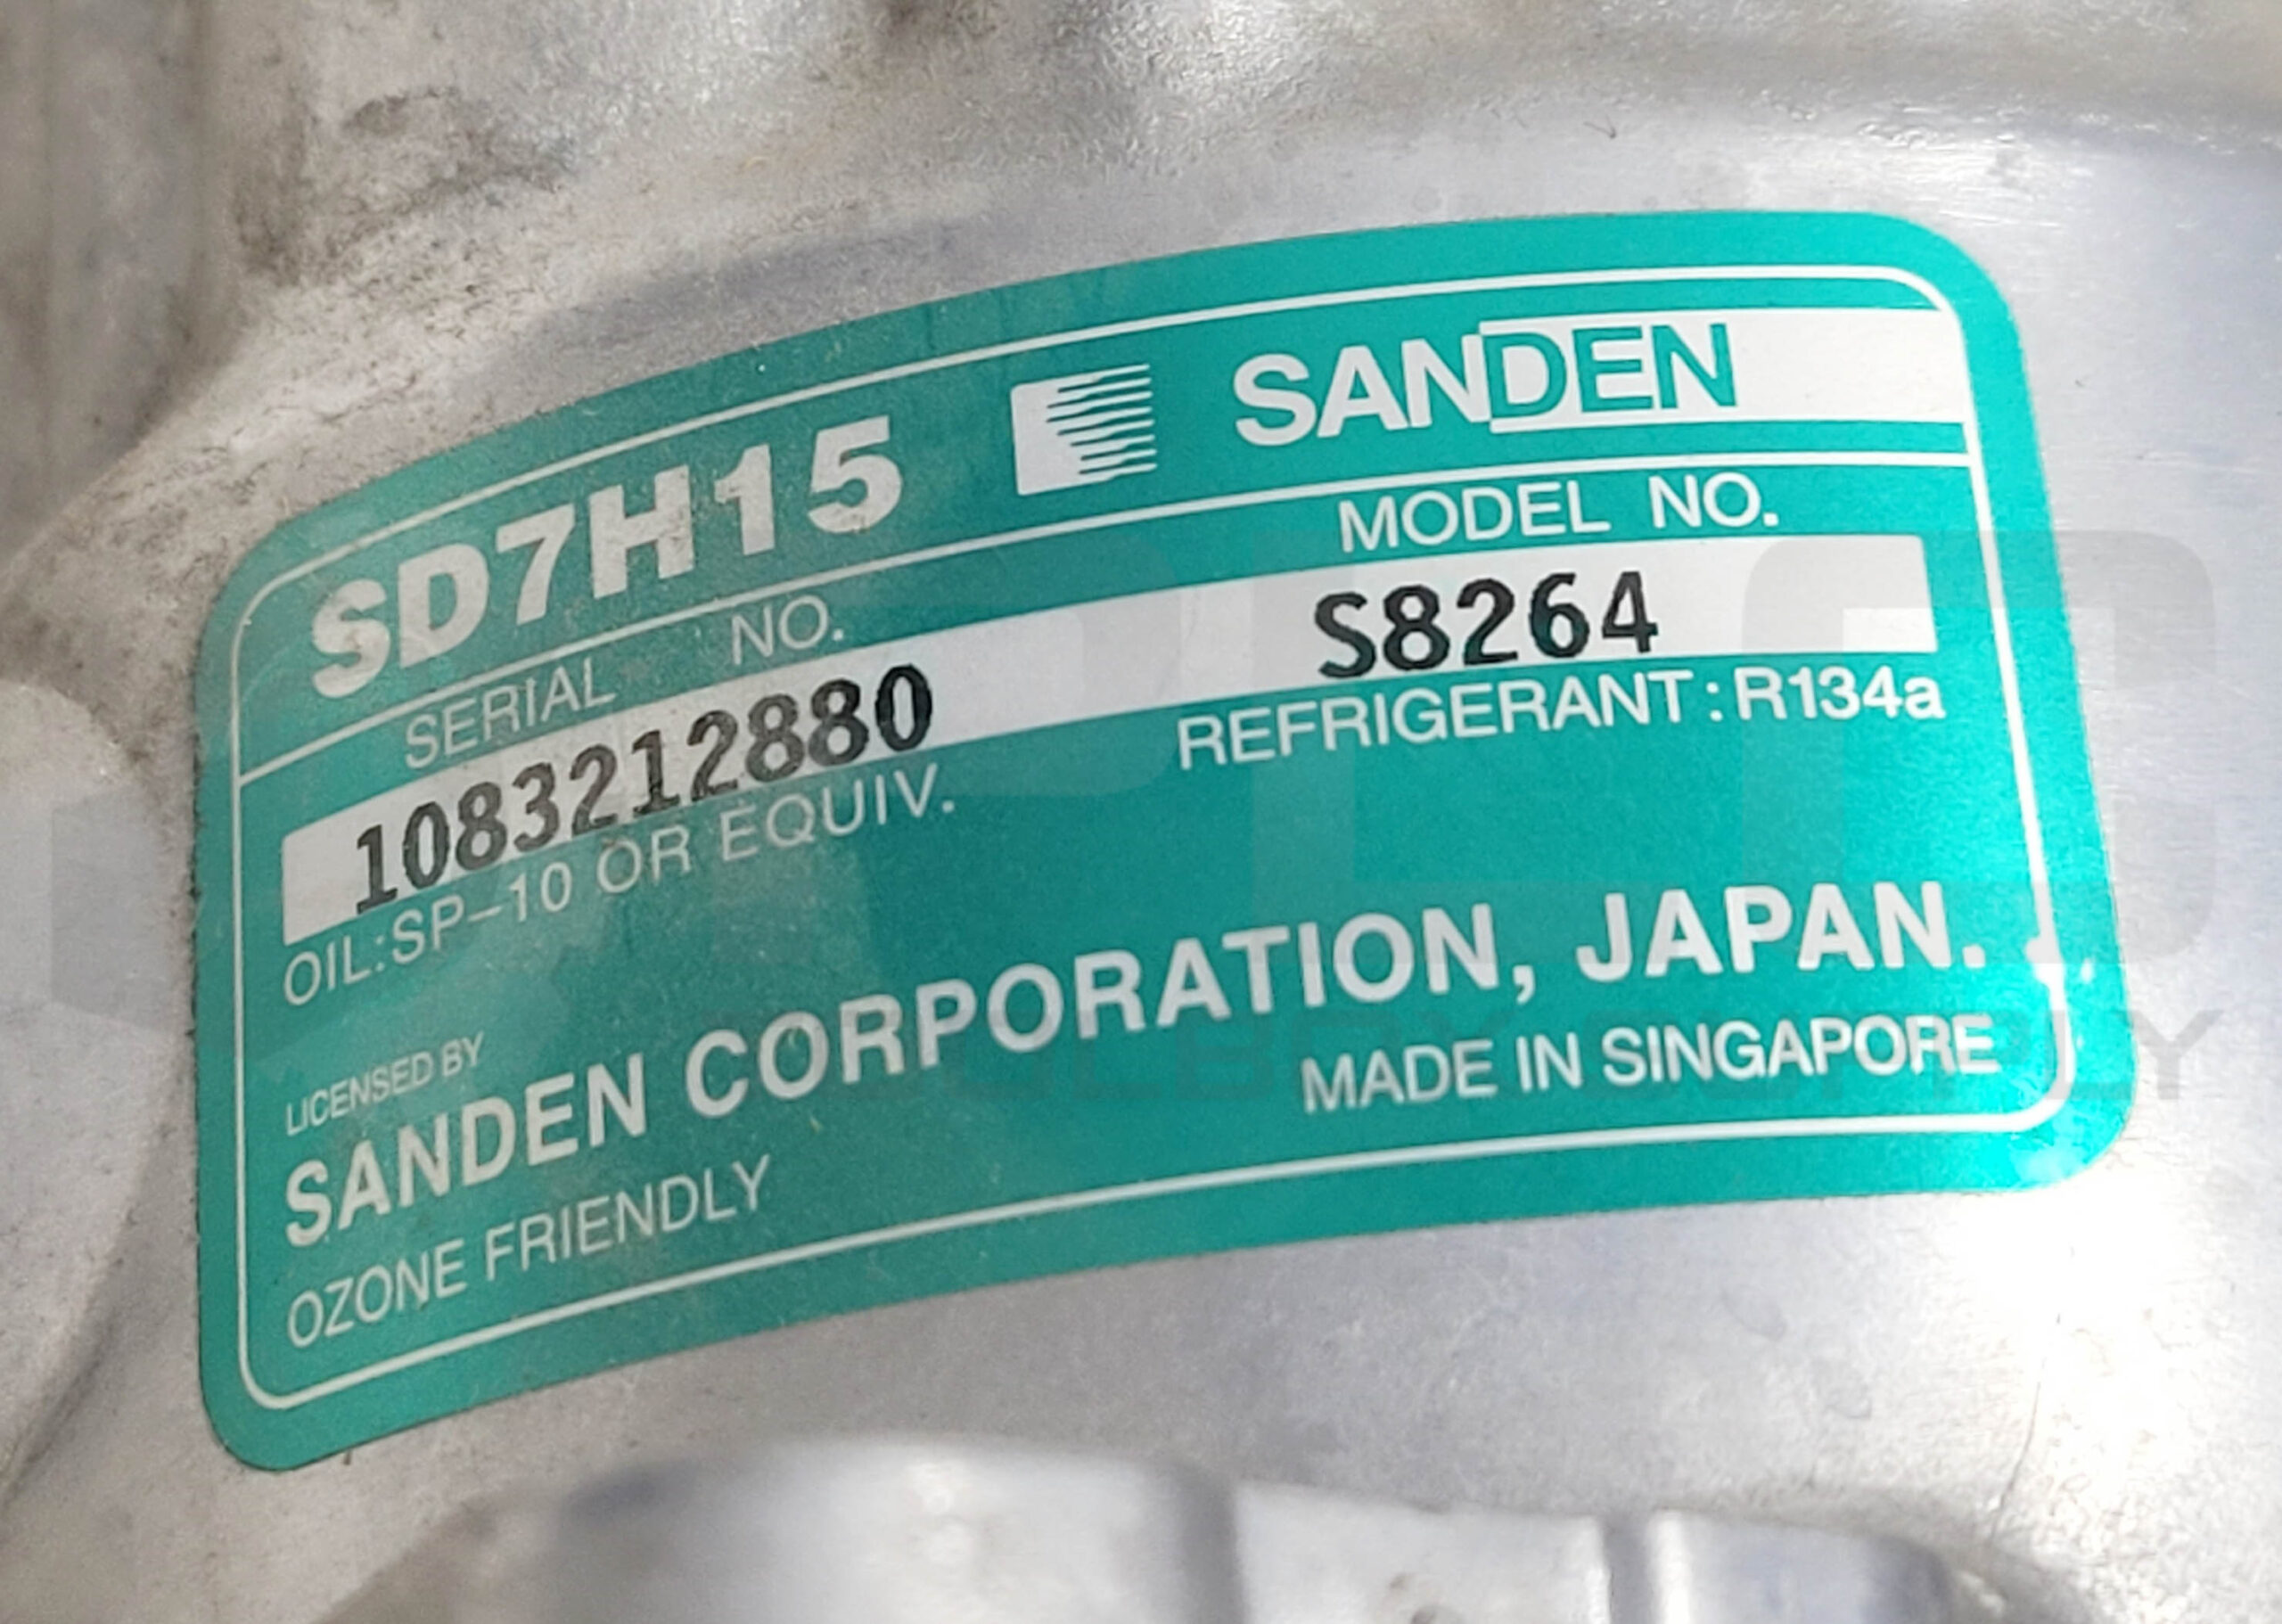 SD7H15 SANDEN
SERIAL NO. MODEL NO.
1083212880 S8264
OIL:SP-10 OR EQUIV. REFRIGERANT:R134a
LICENSED BY
SANDEN CORPORATION, JAPAN.
OZONE FRIENDLY MADE IN SINGAPORE